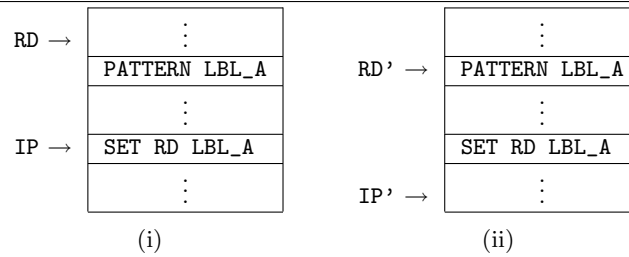 RD →
⋮
PATTERN LBL_A
⋮
IP → SET RD LBL_A
⋮
(i)
⋮
RD' → PATTERN LBL_A
⋮
SET RD LBL_A
IP' →
⋮
(ii)